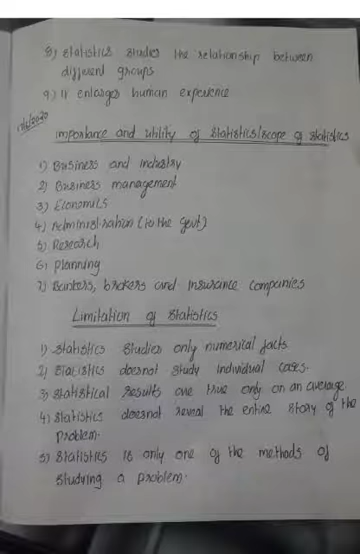 8) Statistics studies the relationship between
different groups
9.) It enlarges human experience
Importance and utility of Statistics/scope of statistics
1) Business and industry
2) Business management
3) Economics
4) Administration (to the govt)
5) Research
6) Planning
7) Bankers, brokers and insurance companies
Limitation of Statistics
1) Statistics studies only numerical facts
2) Statistics doesnot study individual cases.
3) Statistical Results are true only on an average
4) Statistics doesnot reveal the entire story of the
problem.
5) Statistics is only one of the methods of
studying a problem.